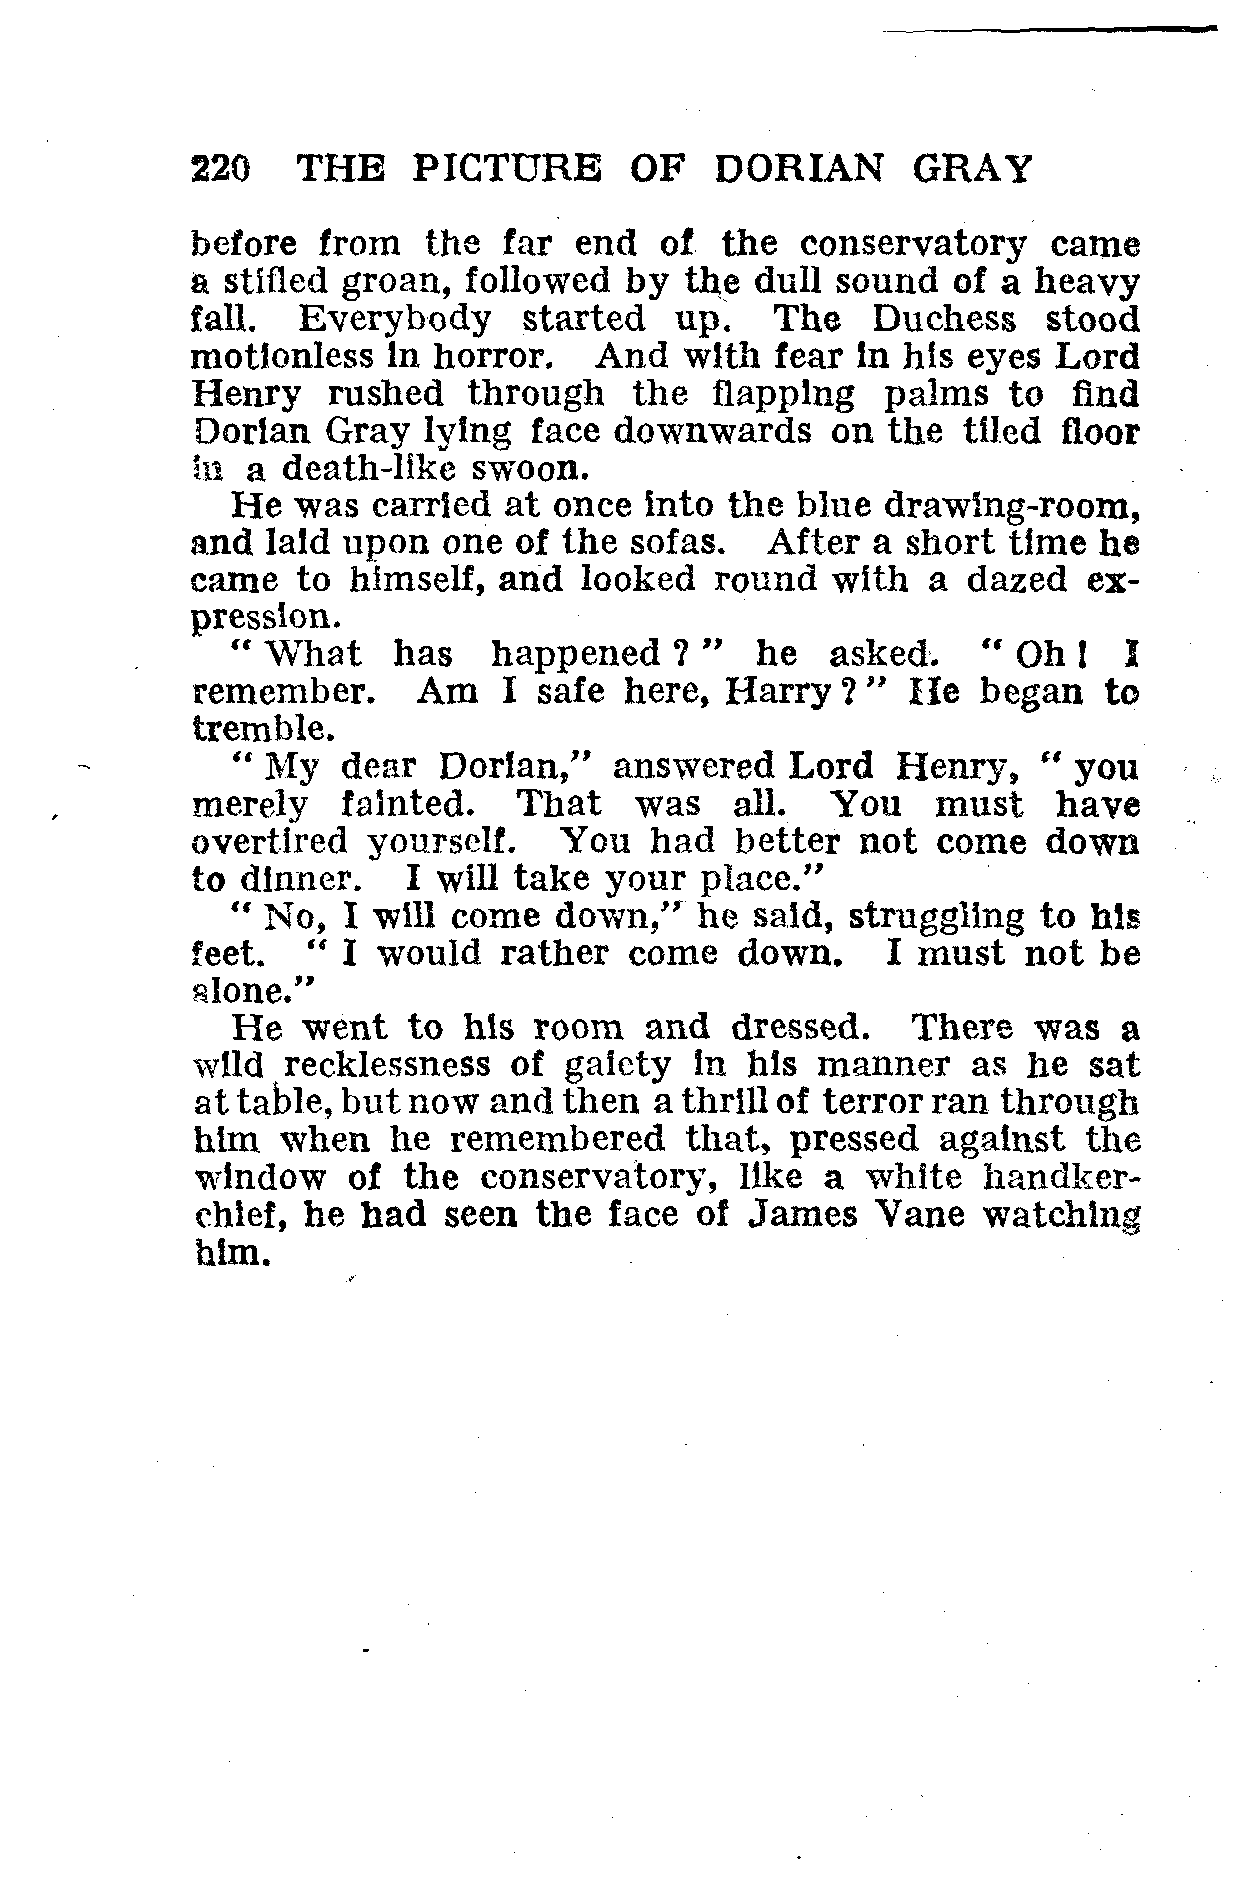 220 THE PICTURE OF DORIAN GRAY
before from the far end of the conservatory came
a stifled groan, followed by the dull sound of a heavy
fall. Everybody started up. The Duchess stood
motionless in horror. And with fear in his eyes Lord
Henry rushed through the flapping palms to find
Dorian Gray lying face downwards on the tiled floor
in a death-like swoon.
He was carried at once into the blue drawing-room,
and laid upon one of the sofas. After a short time he
came to himself, and looked round with a dazed ex-
pression.
“ What has happened ? ” he asked. “ Oh ! I
remember. Am I safe here, Harry ? ” He began to
tremble.
“ My dear Dorian,” answered Lord Henry, “ you
merely fainted. That was all. You must have
overtired yourself. You had better not come down
to dinner. I will take your place.”
“ No, I will come down,” he said, struggling to his
feet. “ I would rather come down. I must not be
alone.”
He went to his room and dressed. There was a
wild recklessness of gaiety in his manner as he sat
at table, but now and then a thrill of terror ran through
him when he remembered that, pressed against the
window of the conservatory, like a white handker-
chief, he had seen the face of James Vane watching
him.